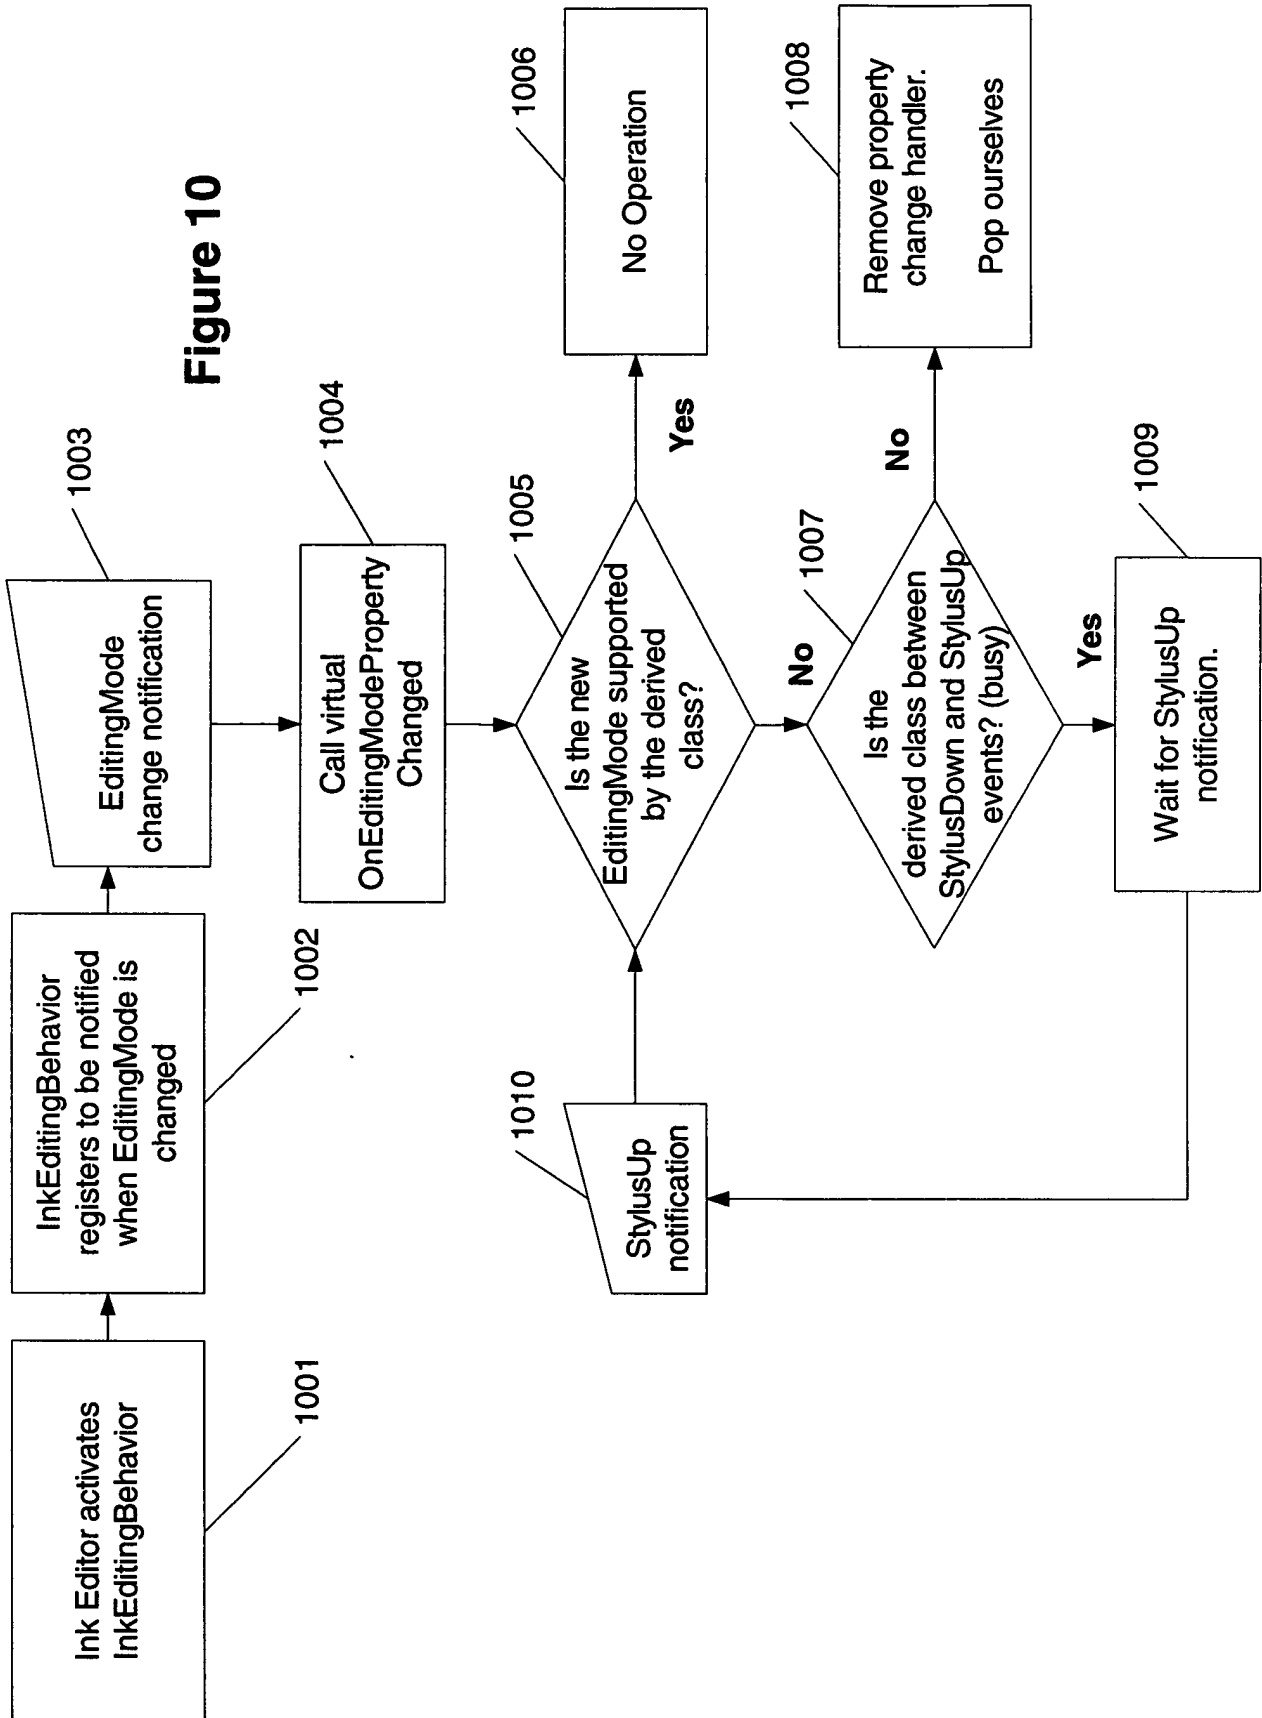 Figure 10
Ink Editor activates
InkEditingBehavior
1001
InkEditingBehavior
registers to be notified
when EditingMode is
changed
1002
EditingMode
change notification
1003
Call virtual
OnEditingModeProperty
Changed
1004
Is the new
EditingMode supported
by the derived
class?
1005
Yes
No Operation
1006
No
Is the
derived class between
StylusDown and StylusUp
events? (busy)
1007
No
Remove property
change handler.
Pop ourselves
1008
Yes
Wait for StylusUp
notification.
1009
StylusUp
notification
1010